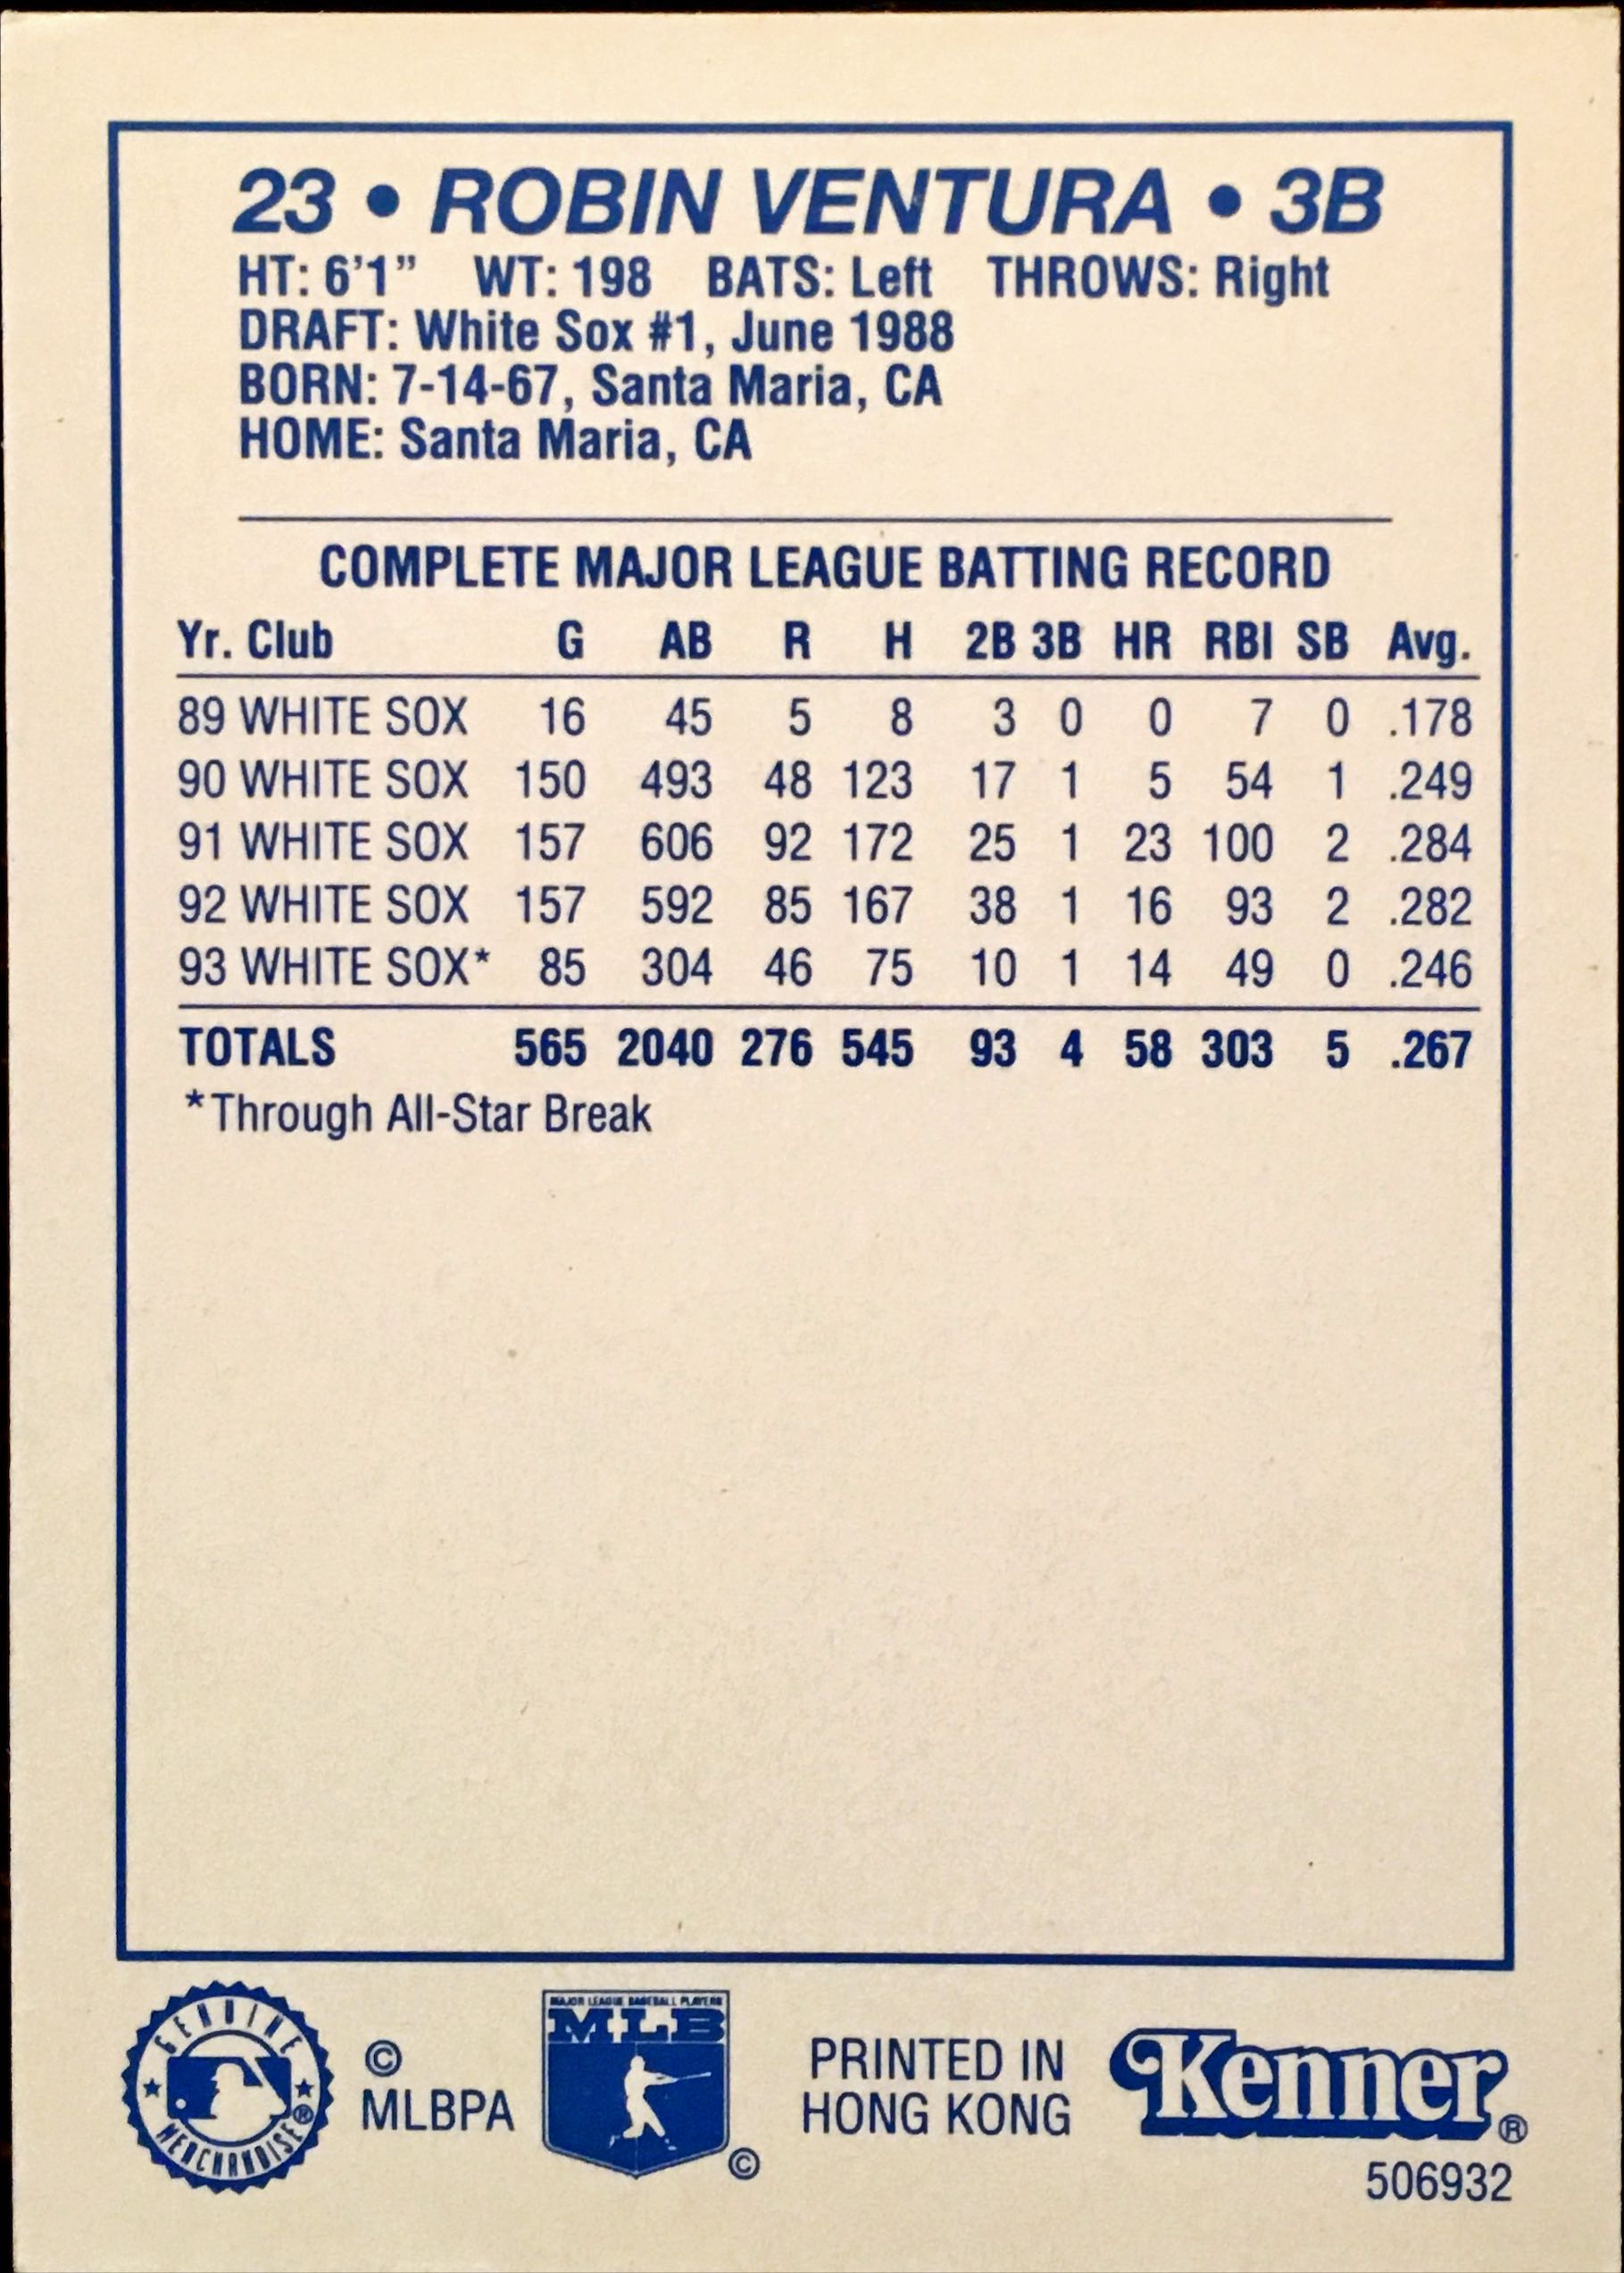 23 • ROBIN VENTURA • 3B
HT: 6'1" WT: 198 BATS: Left THROWS: Right
DRAFT: White Sox #1, June 1988
BORN: 7-14-67, Santa Maria, CA
HOME: Santa Maria, CA
COMPLETE MAJOR LEAGUE BATTING RECORD
Yr. Club G AB R H 2B 3B HR RBI SB Avg.
89 WHITE SOX 16 45 5 8 3 0 0 7 0 .178
90 WHITE SOX 150 493 48 123 17 1 5 54 1 .249
91 WHITE SOX 157 606 92 172 25 1 23 100 2 .284
92 WHITE SOX 157 592 85 167 38 1 16 93 2 .282
93 WHITE SOX* 85 304 46 75 10 1 14 49 0 .246
TOTALS 565 2040 276 545 93 4 58 303 5 .267
*Through All-Star Break
GENUINE
MERCHANDISE ®
©
MLBPA
MAJOR LEAGUE BASEBALL PLAYERS
MLB
©
PRINTED IN
HONG KONG
Kenner®
506932